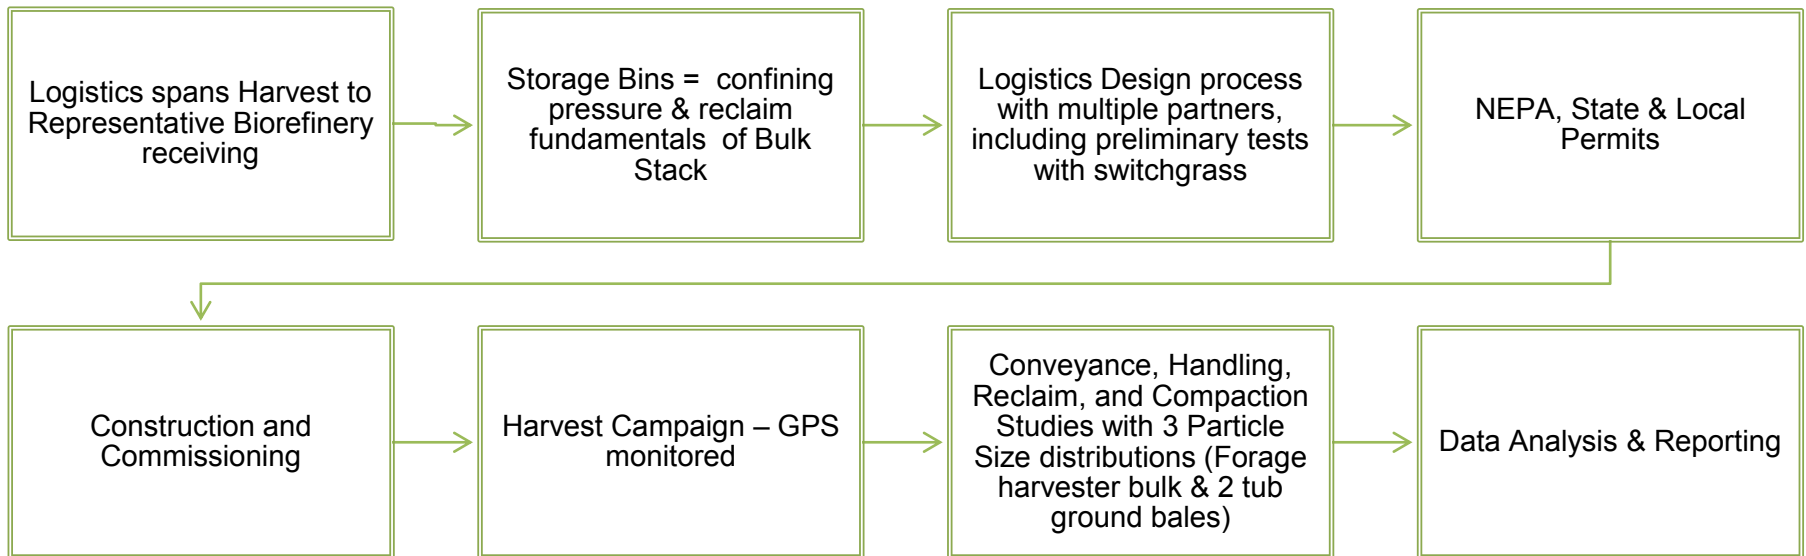 Logistics spans Harvest to
Representative Biorefinery
receiving
Storage Bins = confining
pressure & reclaim
fundamentals of Bulk
Stack
Logistics Design process
with multiple partners,
including preliminary tests
with switchgrass
NEPA, State & Local
Permits
Construction and
Commissioning
Harvest Campaign – GPS
monitored
Conveyance, Handling,
Reclaim, and Compaction
Studies with 3 Particle
Size distributions (Forage
harvester bulk & 2 tub
ground bales)
Data Analysis & Reporting